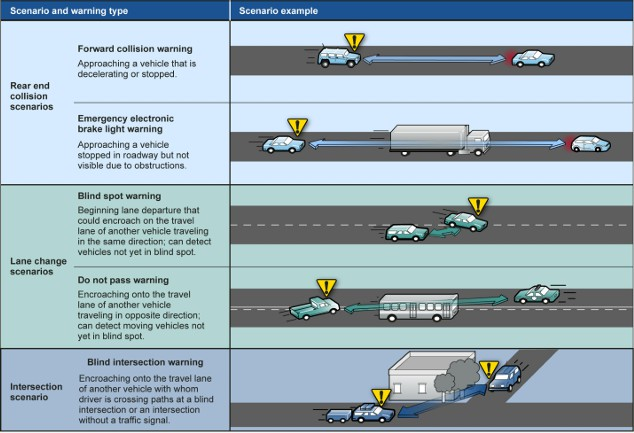 Scenario and warning type
Scenario example
Rear end
collision
scenarios
Forward collision warning
Approaching a vehicle that is
decelerating or stopped.
Emergency electronic
brake light warning
Approaching a vehicle
stopped in roadway but not
visible due to obstructions.
Lane change
scenarios
Blind spot warning
Beginning lane departure that
could encroach on the travel
lane of another vehicle traveling
in the same direction; can detect
vehicles not yet in blind spot.
Do not pass warning
Encroaching onto the travel
lane of another vehicle
traveling in opposite direction;
can detect moving vehicles not
yet in blind spot.
Intersection
scenario
Blind intersection warning
Encroaching onto the travel lane
of another vehicle with whom
driver is crossing paths at a blind
intersection or an intersection
without a traffic signal.